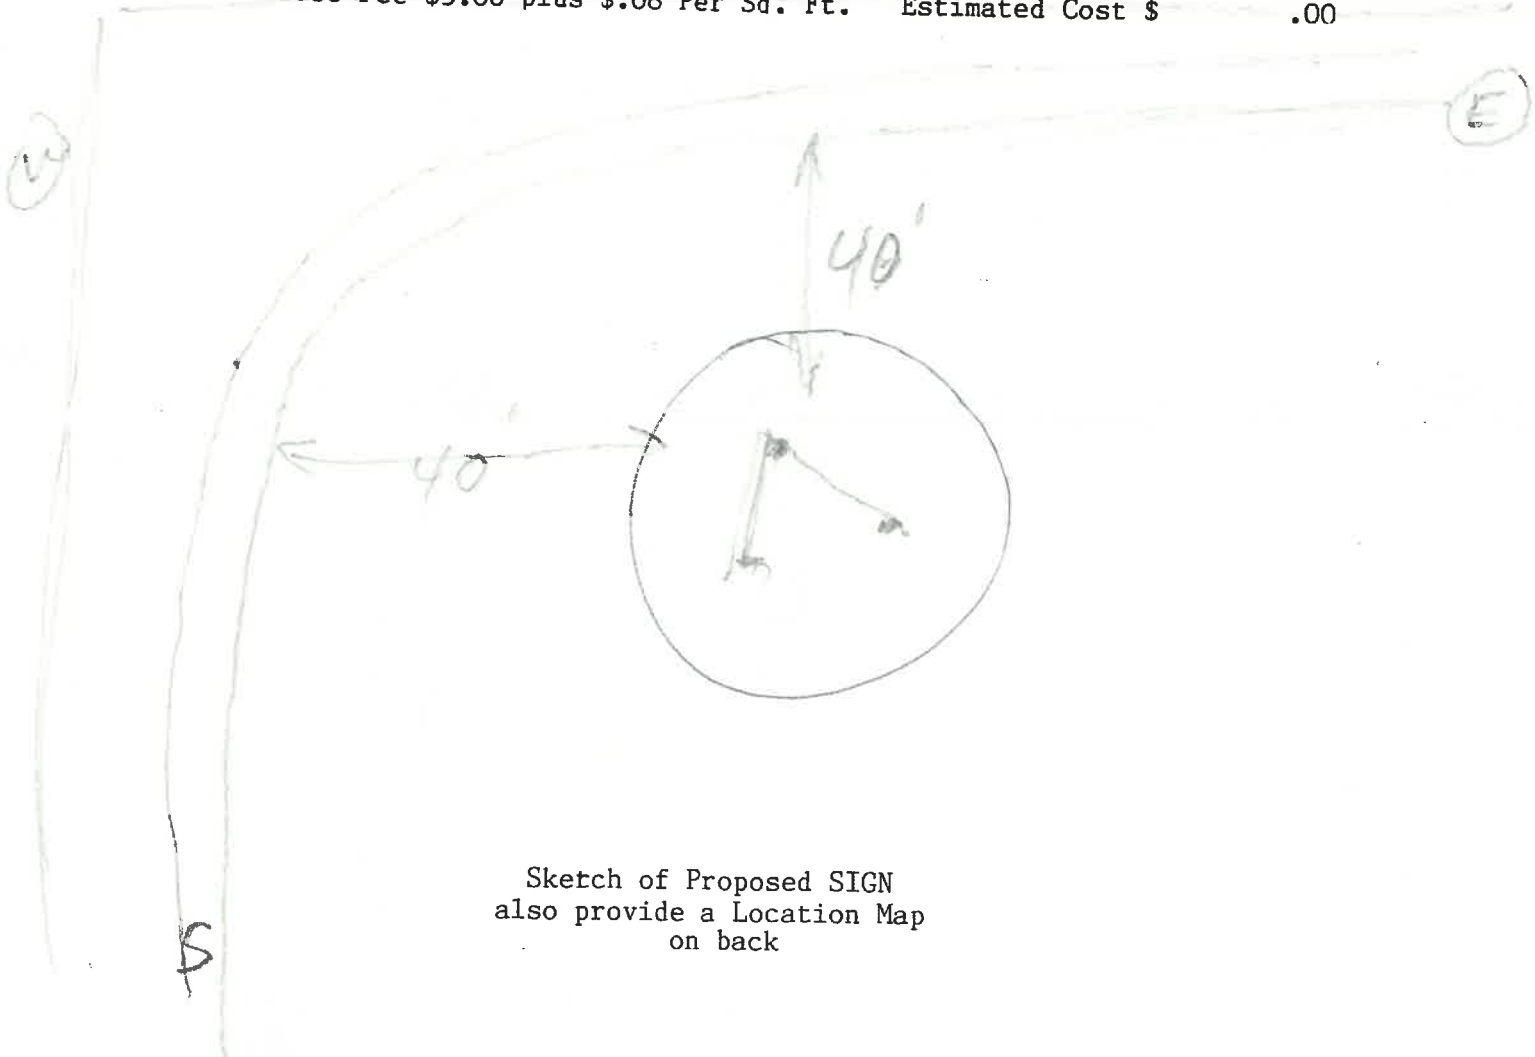 Fee $5.00 plus $.08 Per Sq. Ft. Estimated Cost $ .00
E
40'
40'
Sketch of Proposed SIGN
also provide a Location Map
on back
S